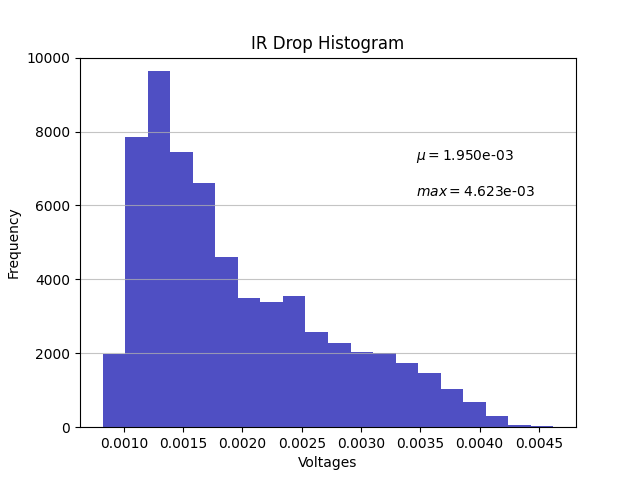 IR Drop Histogram
10000
8000
6000
4000
2000
0
Frequency
μ = 1.950e-03
max = 4.623e-03
0.0010 0.0015 0.0020 0.0025 0.0030 0.0035 0.0040 0.0045
Voltages